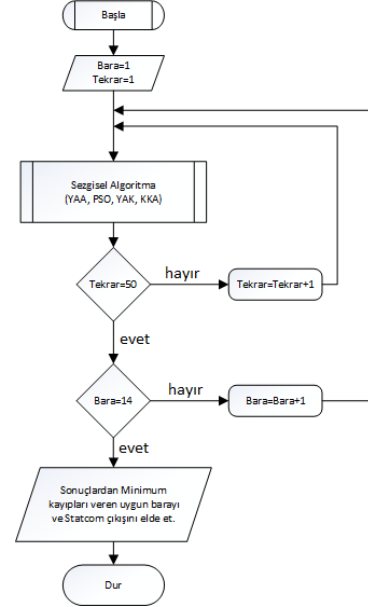 Başla
Bara=1
Tekrar=1
Sezgisel Algoritma
(YAA, PSO, YAK, KKA)
Tekrar=50
hayır
Tekrar=Tekrar+1
evet
Bara=14
hayır
Bara=Bara+1
evet
Sonuçlardan Minimum
kayıpları veren uygun barayı
ve Statcom çıkışını elde et.
Dur